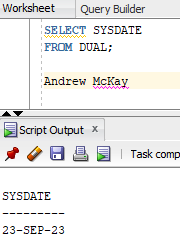 Worksheet Query Builder
SELECT SYSDATE
FROM DUAL;
Andrew McKay
Script Output x
Task comp
SYSDATE
---------
23-SEP-23